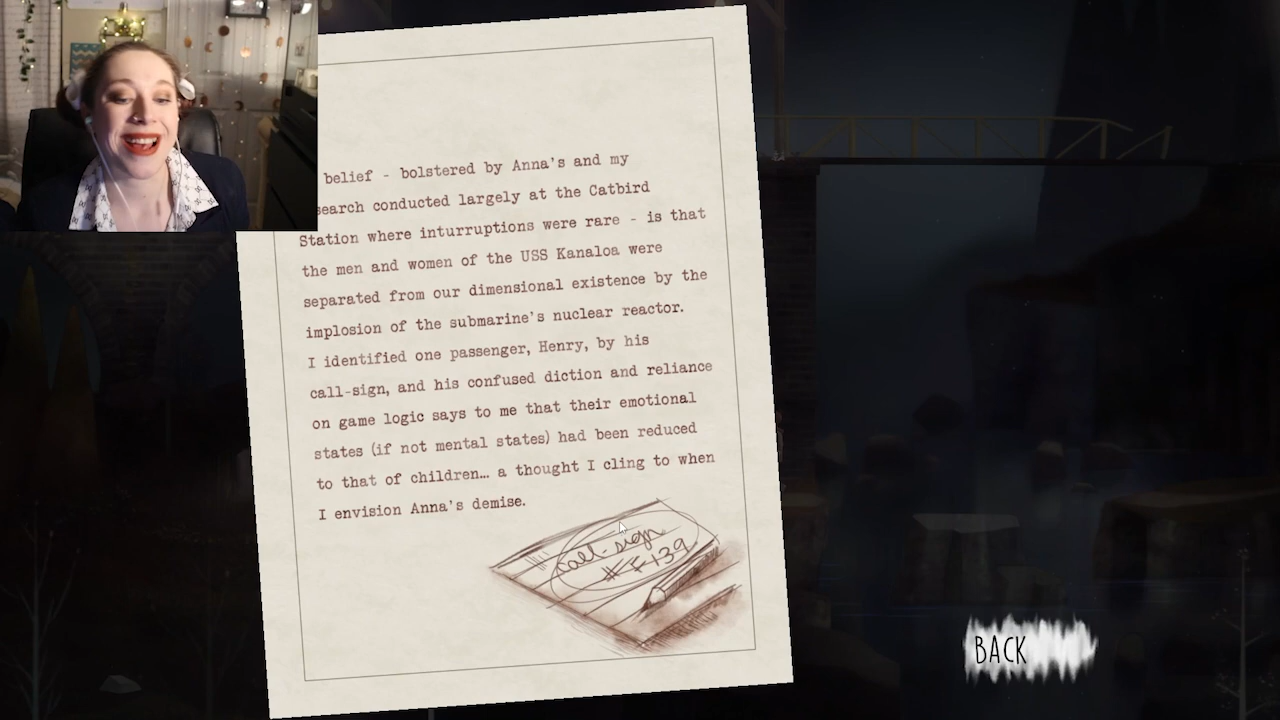 belief - bolstered by Anna's and my
search conducted largely at the Catbird
Station where inturruptions were rare - is that
the men and women of the USS Kanaloa were
separated from our dimensional existence by the
implosion of the submarine's nuclear reactor.
I identified one passenger, Henry, by his
call-sign, and his confused diction and reliance
on game logic says to me that their emotional
states (if not mental states) had been reduced
to that of children… a thought I cling to when
I envision Anna's demise.
call-sign
BACK